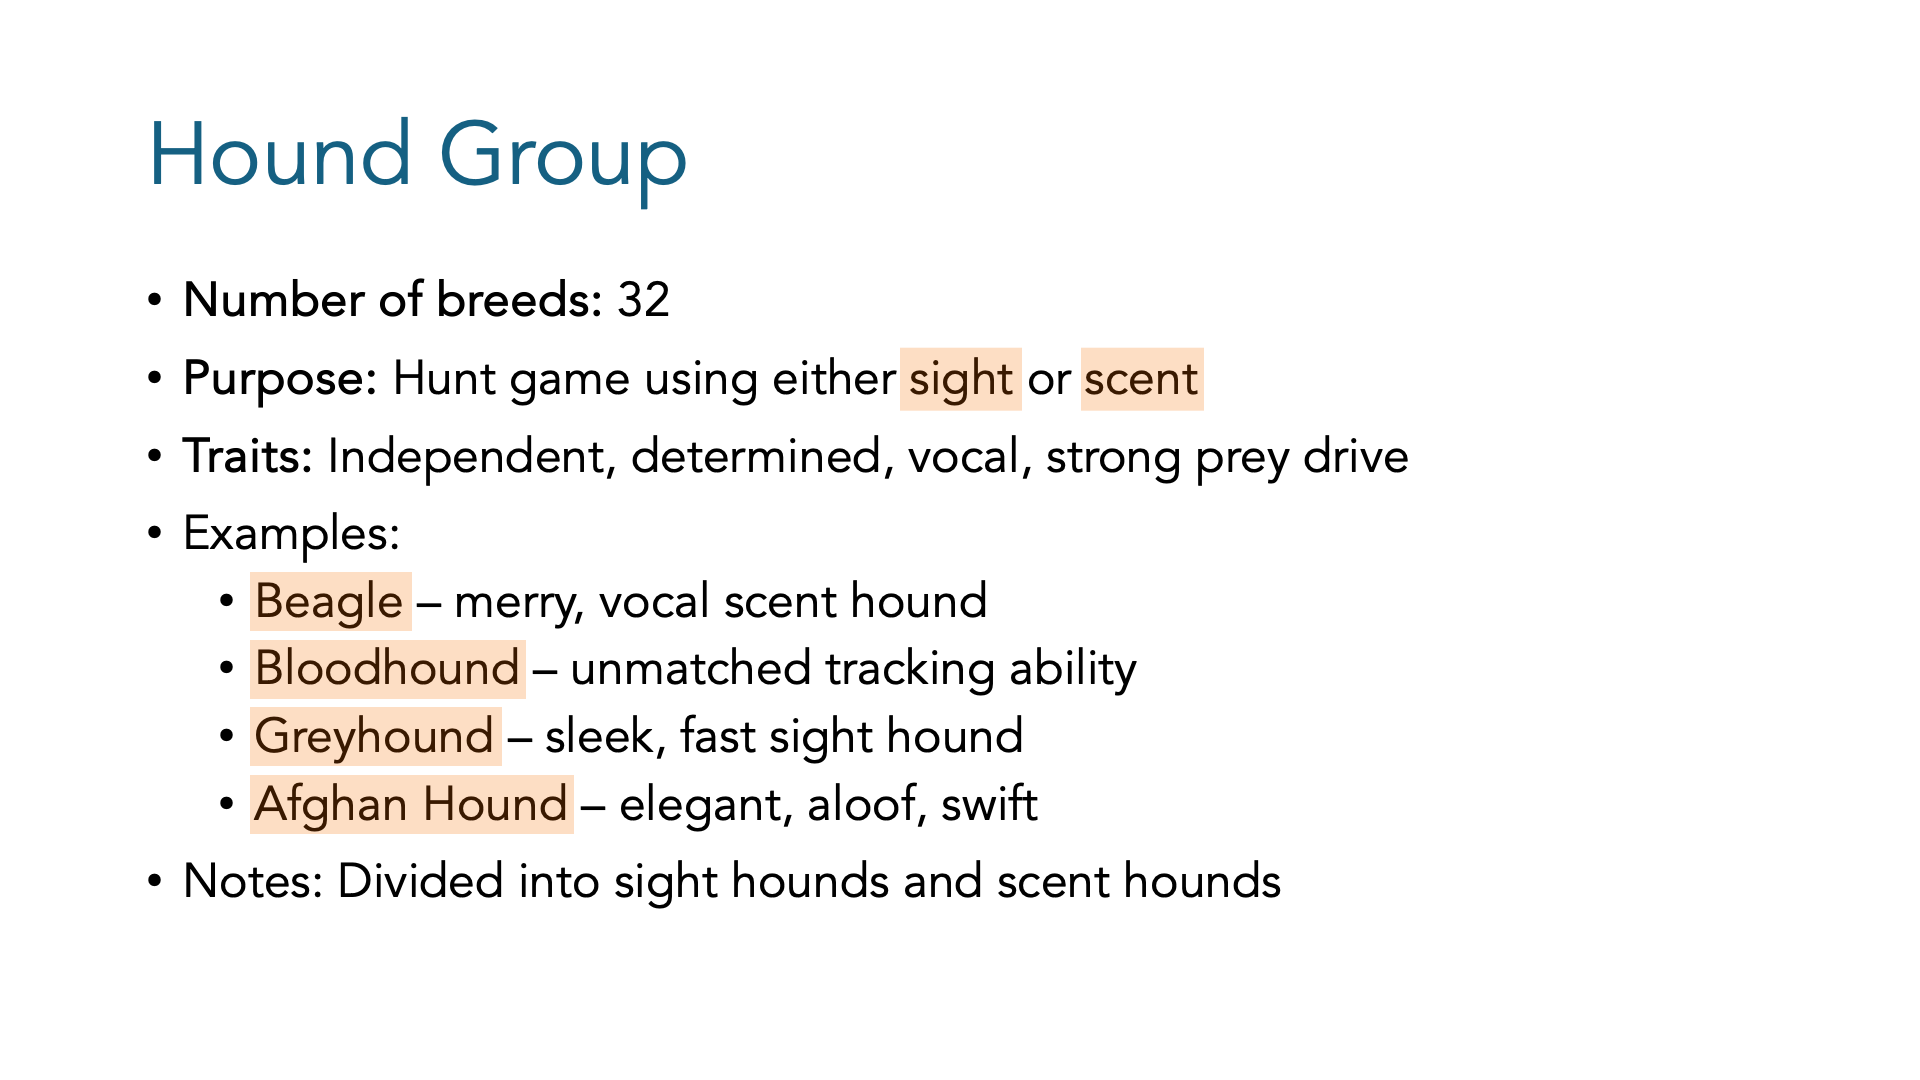 Hound Group
• Number of breeds: 32
• Purpose: Hunt game using either sight or scent
• Traits: Independent, determined, vocal, strong prey drive
• Examples:
• Beagle – merry, vocal scent hound
• Bloodhound – unmatched tracking ability
• Greyhound – sleek, fast sight hound
• Afghan Hound – elegant, aloof, swift
• Notes: Divided into sight hounds and scent hounds